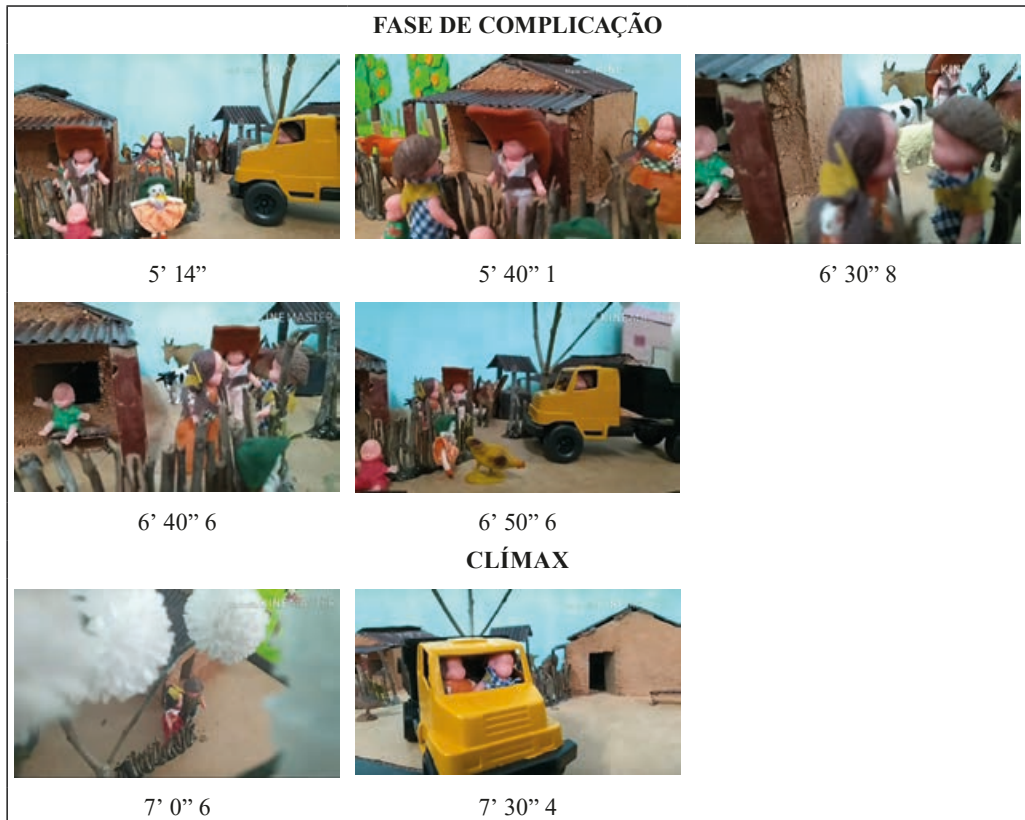 FASE DE COMPLICAÇÃO
5’ 14”
5’ 40” 1
6’ 30” 8
KINEMASTER
6’ 40” 6
6’ 50” 6
CLÍMAX
7’ 0” 6
7’ 30” 4